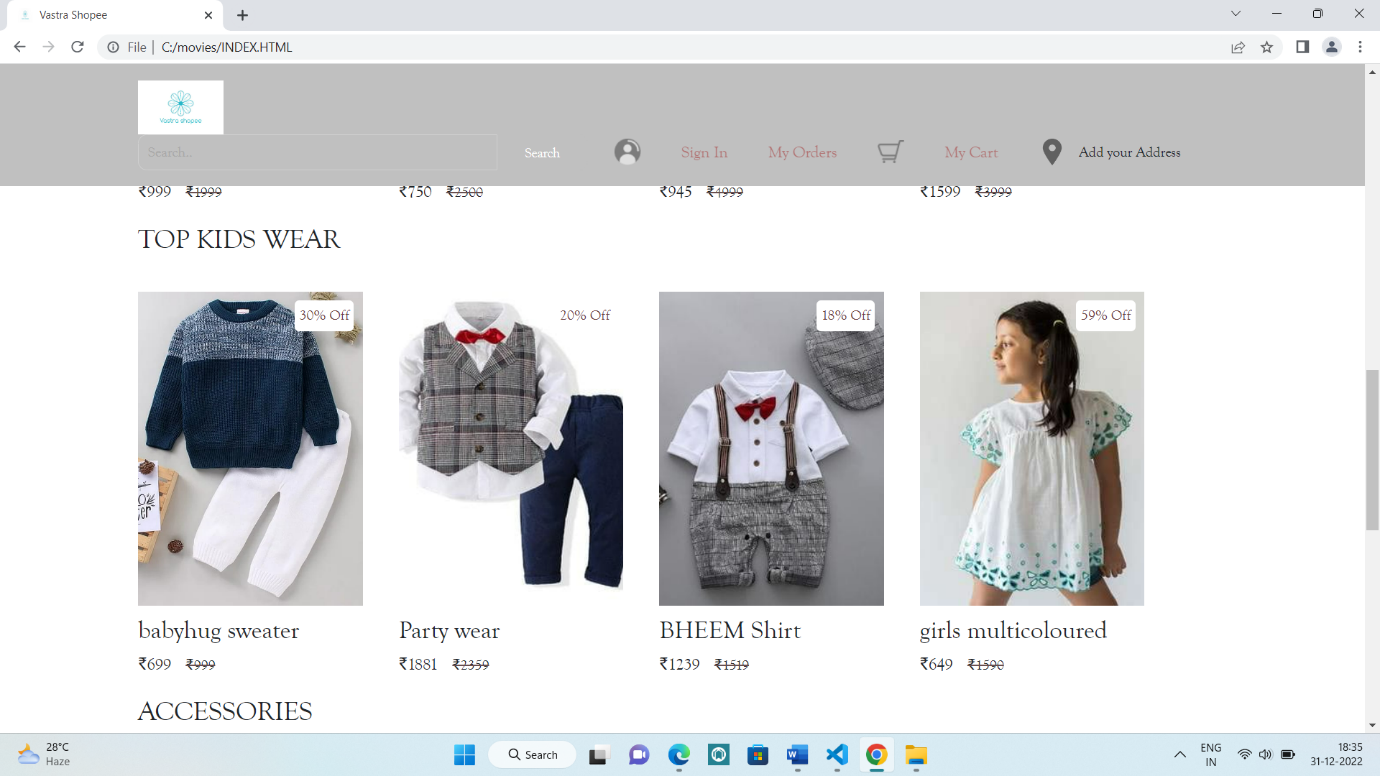 Vastra Shopee
File | C:/movies/INDEX.HTML
Vastra shopee
Search..
Search
Sign In
My Orders
My Cart
Add your Address
₹999 ₹1999
₹750 ₹2500
₹945 ₹4999
₹1599 ₹3999
TOP KIDS WEAR
30% Off
20% Off
18% Off
59% Off
babyhug sweater
Party wear
BHEEM Shirt
girls multicoloured
₹699 ₹999
₹1881 ₹2359
₹1239 ₹1519
₹649 ₹1590
ACCESSORIES
28°C
Haze
Search
ENG
IN
18:35
31-12-2022